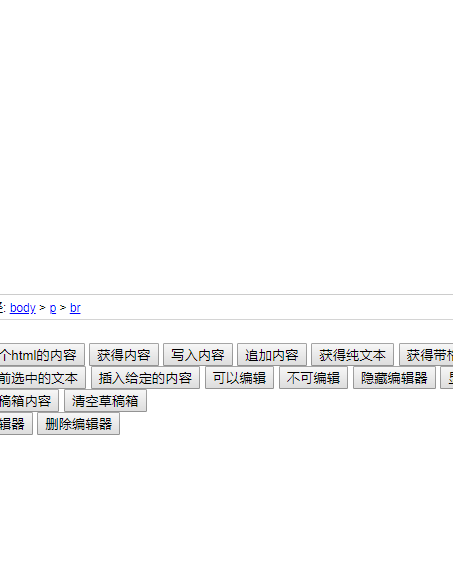 : body > p > br
个html的内容 获得内容 写入内容 追加内容 获得纯文本 获得带
前选中的文本 插入给定的内容 可以编辑 不可编辑 隐藏编辑器
稿箱内容 清空草稿箱
辑器 删除编辑器